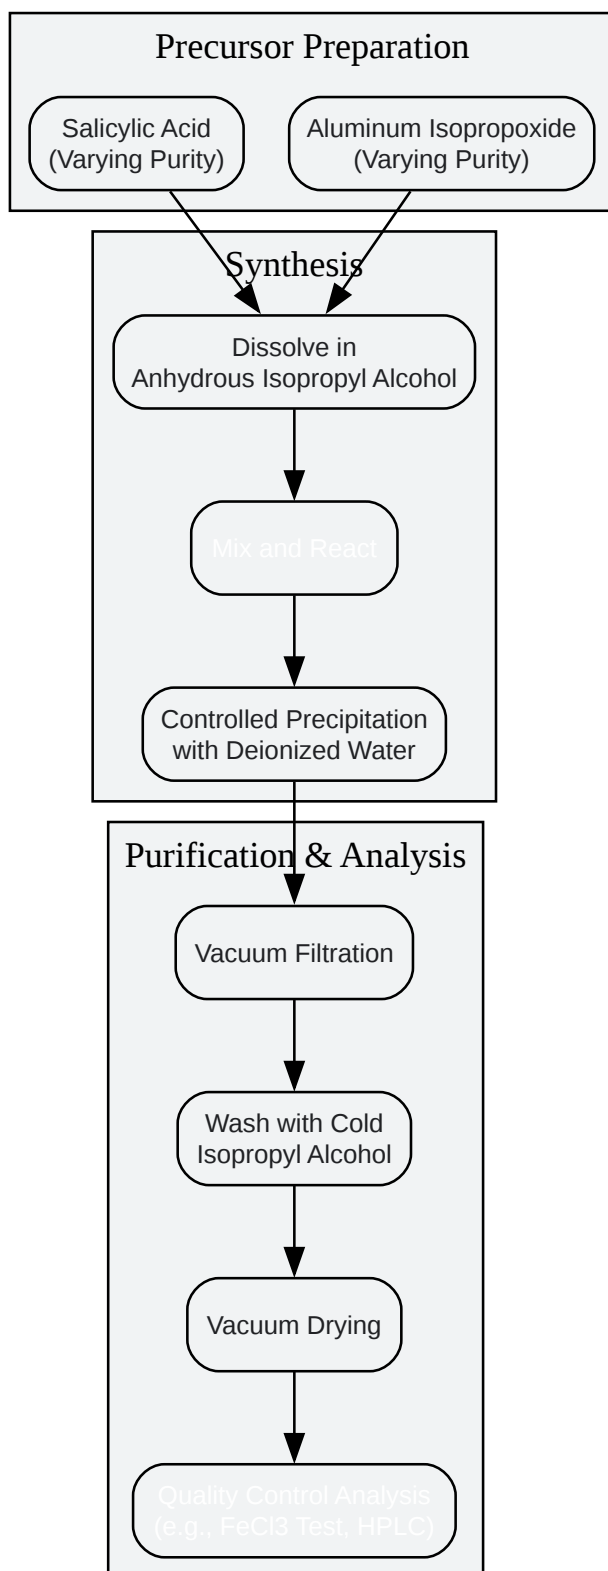 Precursor Preparation
Salicylic Acid
(Varying Purity)
Aluminum Isopropoxide
(Varying Purity)
Synthesis
Dissolve in
Anhydrous Isopropyl Alcohol
Mix and React
Controlled Precipitation
with Deionized Water
Purification & Analysis
Vacuum Filtration
Wash with Cold
Isopropyl Alcohol
Vacuum Drying
Quality Control Analysis
(e.g., FeCl3 Test, HPLC)